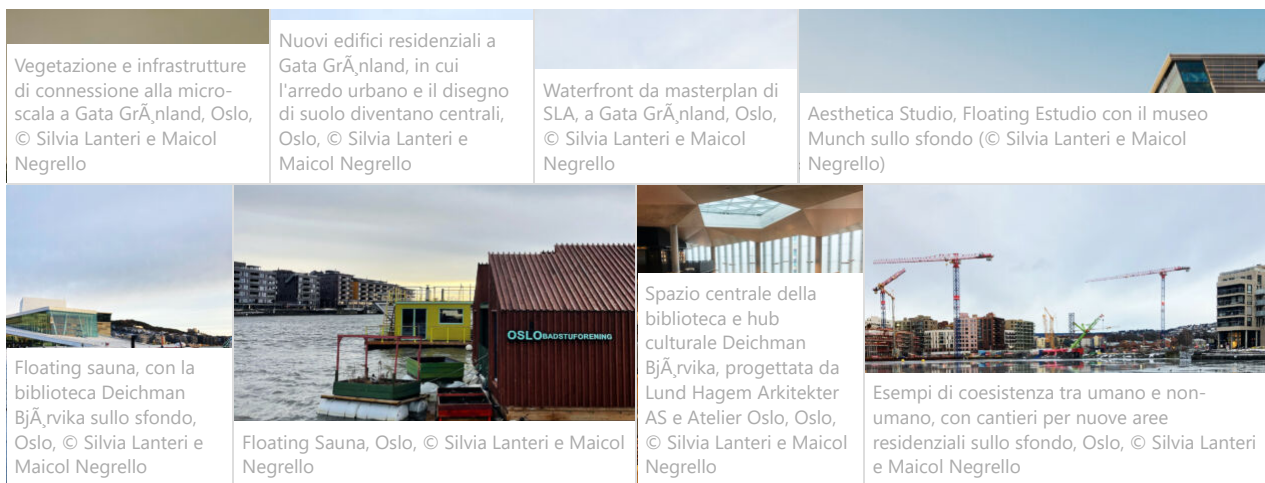 Vegetazione e infrastrutture
di connessione alla micro-
scala a Gata GrÃ¸nland, Oslo,
© Silvia Lanteri e Maicol
Negrello
Nuovi edifici residenziali a
Gata GrÃ¸nland, in cui
l'arredo urbano e il disegno
di suolo diventano centrali,
Oslo, © Silvia Lanteri e
Maicol Negrello
Waterfront da masterplan di
SLA, a Gata GrÃ¸nland, Oslo,
© Silvia Lanteri e Maicol
Negrello
Aesthetica Studio, Floating Estudio con il museo
Munch sullo sfondo (© Silvia Lanteri e Maicol
Negrello)
Floating sauna, con la
biblioteca Deichman
BjÃ¸rvika sullo sfondo,
Oslo, © Silvia Lanteri e
Maicol Negrello
OSLOBADSTUFORENING
Floating Sauna, Oslo, © Silvia Lanteri e Maicol
Negrello
Spazio centrale della
biblioteca e hub
culturale Deichman
BjÃ¸rvika, progettata da
Lund Hagem Arkitekter
AS e Atelier Oslo, Oslo,
© Silvia Lanteri e Maicol
Negrello
Esempi di coesistenza tra umano e non-
umano, con cantieri per nuove aree
residenziali sullo sfondo, Oslo, © Silvia Lanteri
e Maicol Negrello